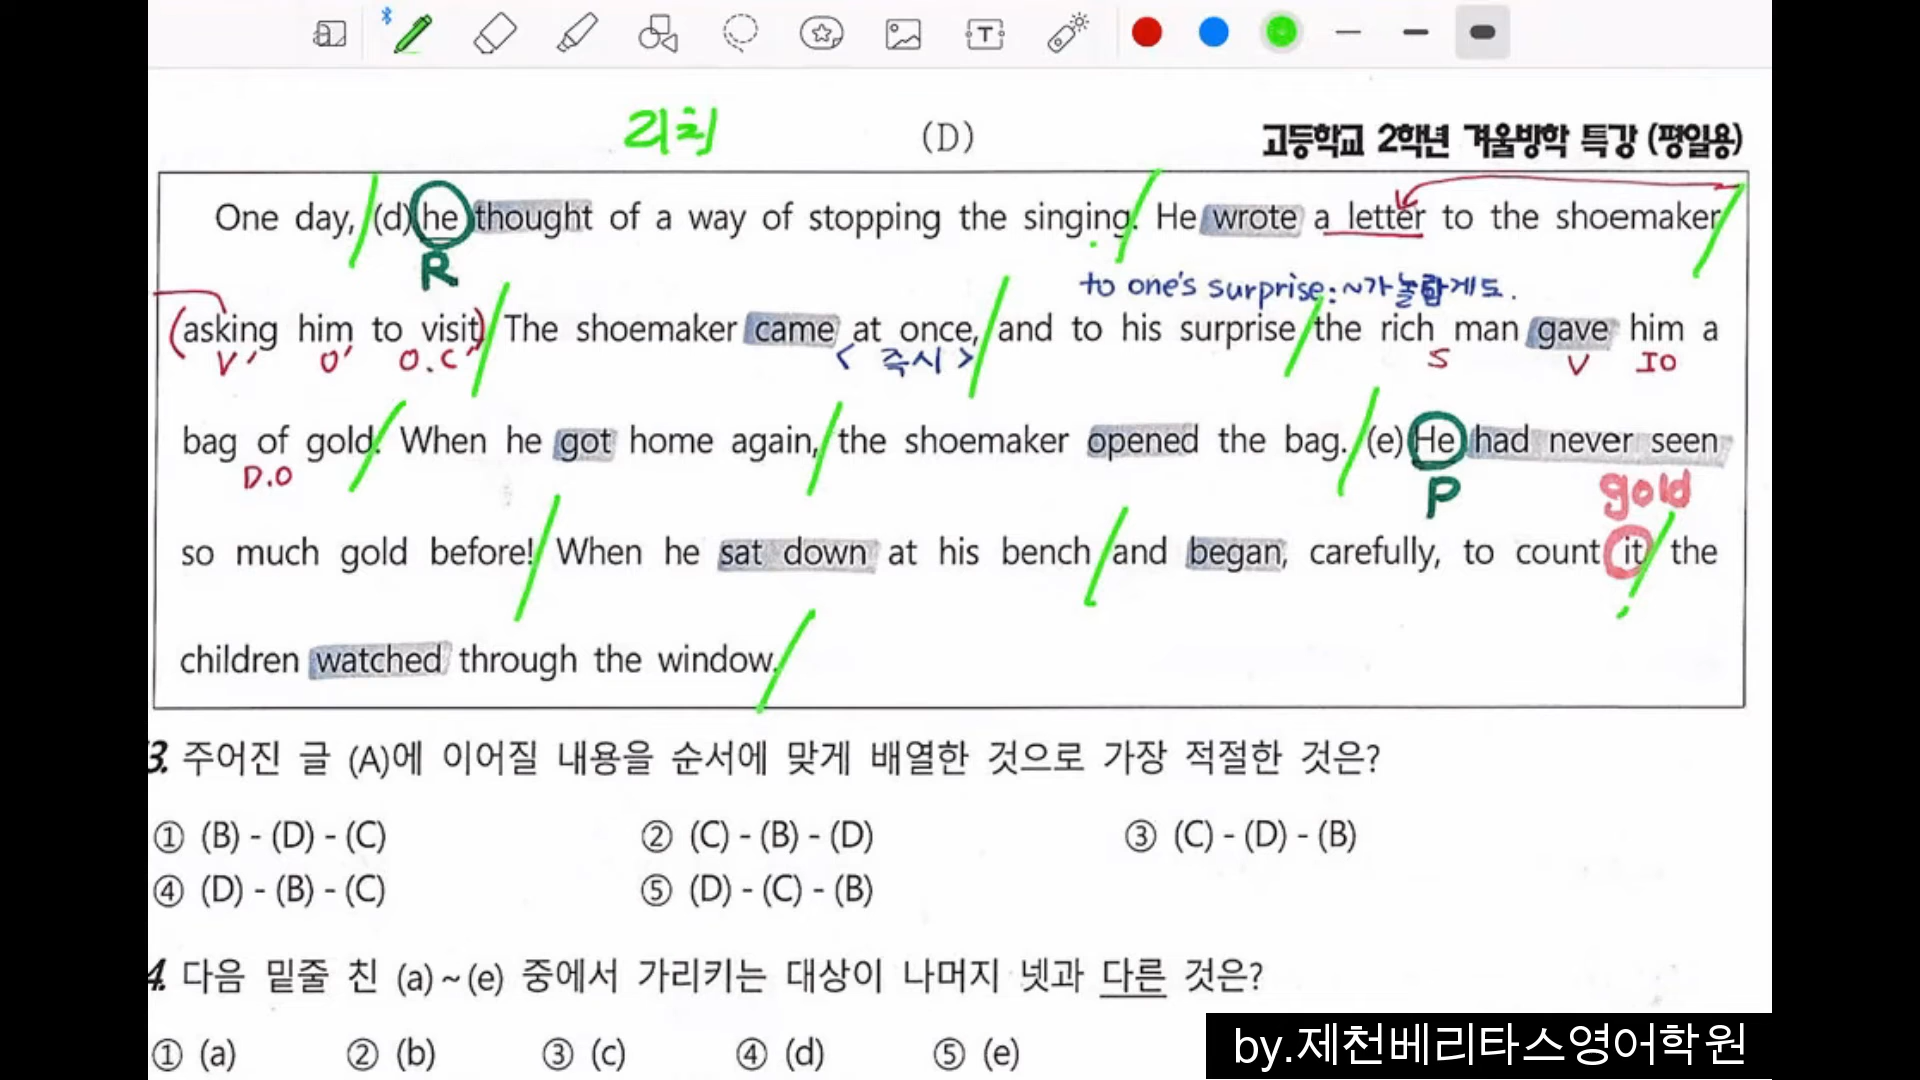 리치 (D) 고등학교 2학년 겨울방학 특강 (평일용)
One day, (d) he thought of a way of stopping the singing. He wrote a letter to the shoemaker
R
to one's surprise: ~가 놀랍게도.
asking him to visit. The shoemaker came at once, and to his surprise the rich man gave him a
V' O' O.C' < 즉시 > S V IO
bag of gold. When he got home again, the shoemaker opened the bag. (e) He had never seen
D.O P gold
so much gold before! When he sat down at his bench and began, carefully, to count it, the
children watched through the window.
3. 주어진 글 (A)에 이어질 내용을 순서에 맞게 배열한 것으로 가장 적절한 것은?
① (B) - (D) - (C) ② (C) - (B) - (D) ③ (C) - (D) - (B)
④ (D) - (B) - (C) ⑤ (D) - (C) - (B)
4. 다음 밑줄 친 (a) ~ (e) 중에서 가리키는 대상이 나머지 넷과 다른 것은?
① (a) ② (b) ③ (c) ④ (d) ⑤ (e)
by.제천베리타스영어학원